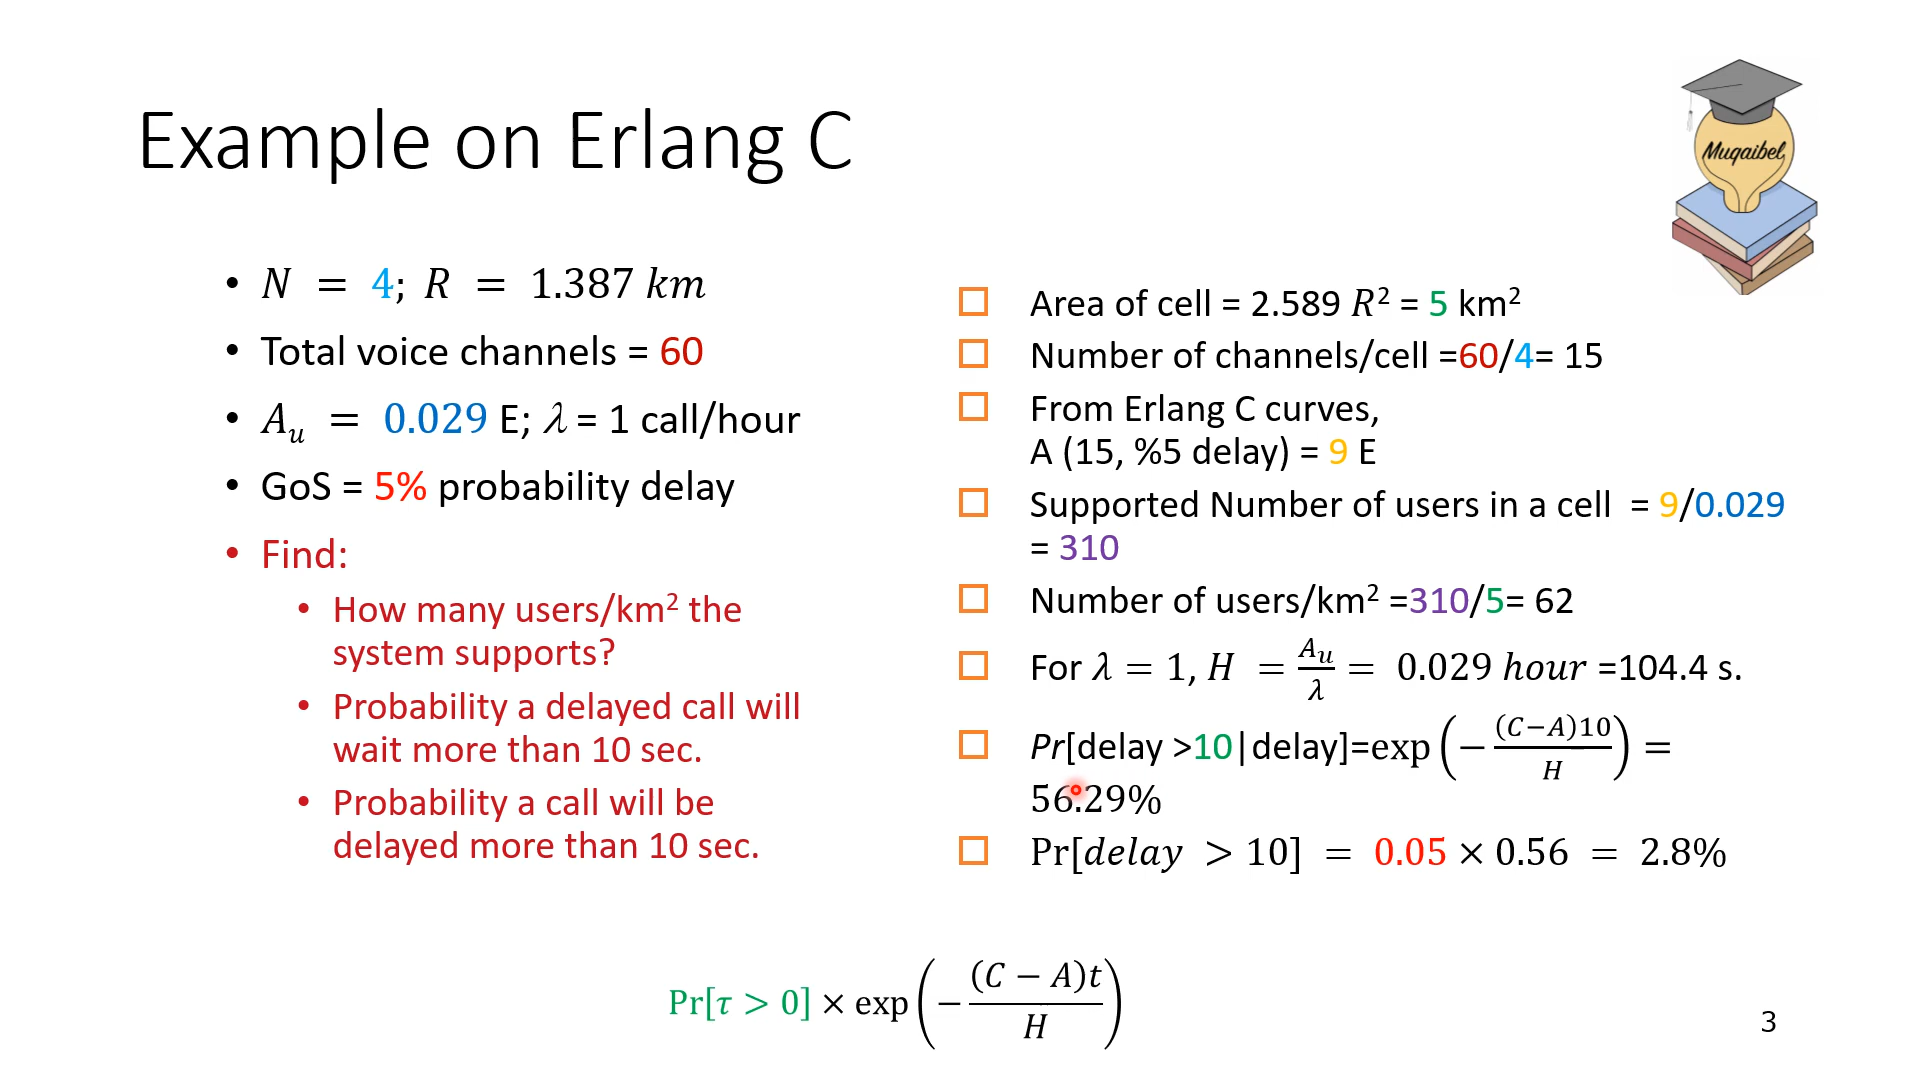 Muqaibel
Example on Erlang C
• N = 4; R = 1.387 km
• Total voice channels = 60
• Aᵤ = 0.029 E; λ = 1 call/hour
• GoS = 5% probability delay
• Find:
• How many users/km² the
system supports?
• Probability a delayed call will
wait more than 10 sec.
• Probability a call will be
delayed more than 10 sec.
Area of cell = 2.589 R² = 5 km²
Number of channels/cell =60/4= 15
From Erlang C curves,
A (15, %5 delay) = 9 E
Supported Number of users in a cell = 9/0.029
= 310
Number of users/km² =310/5= 62
For λ = 1, H = Aᵤ/λ = 0.029 hour =104.4 s.
Pr[delay >10|delay]=exp(−(C−A)10/H) =
56.29%
Pr[delay > 10] = 0.05 × 0.56 = 2.8%
Pr[τ > 0] × exp(−(C − A)t/H)
3